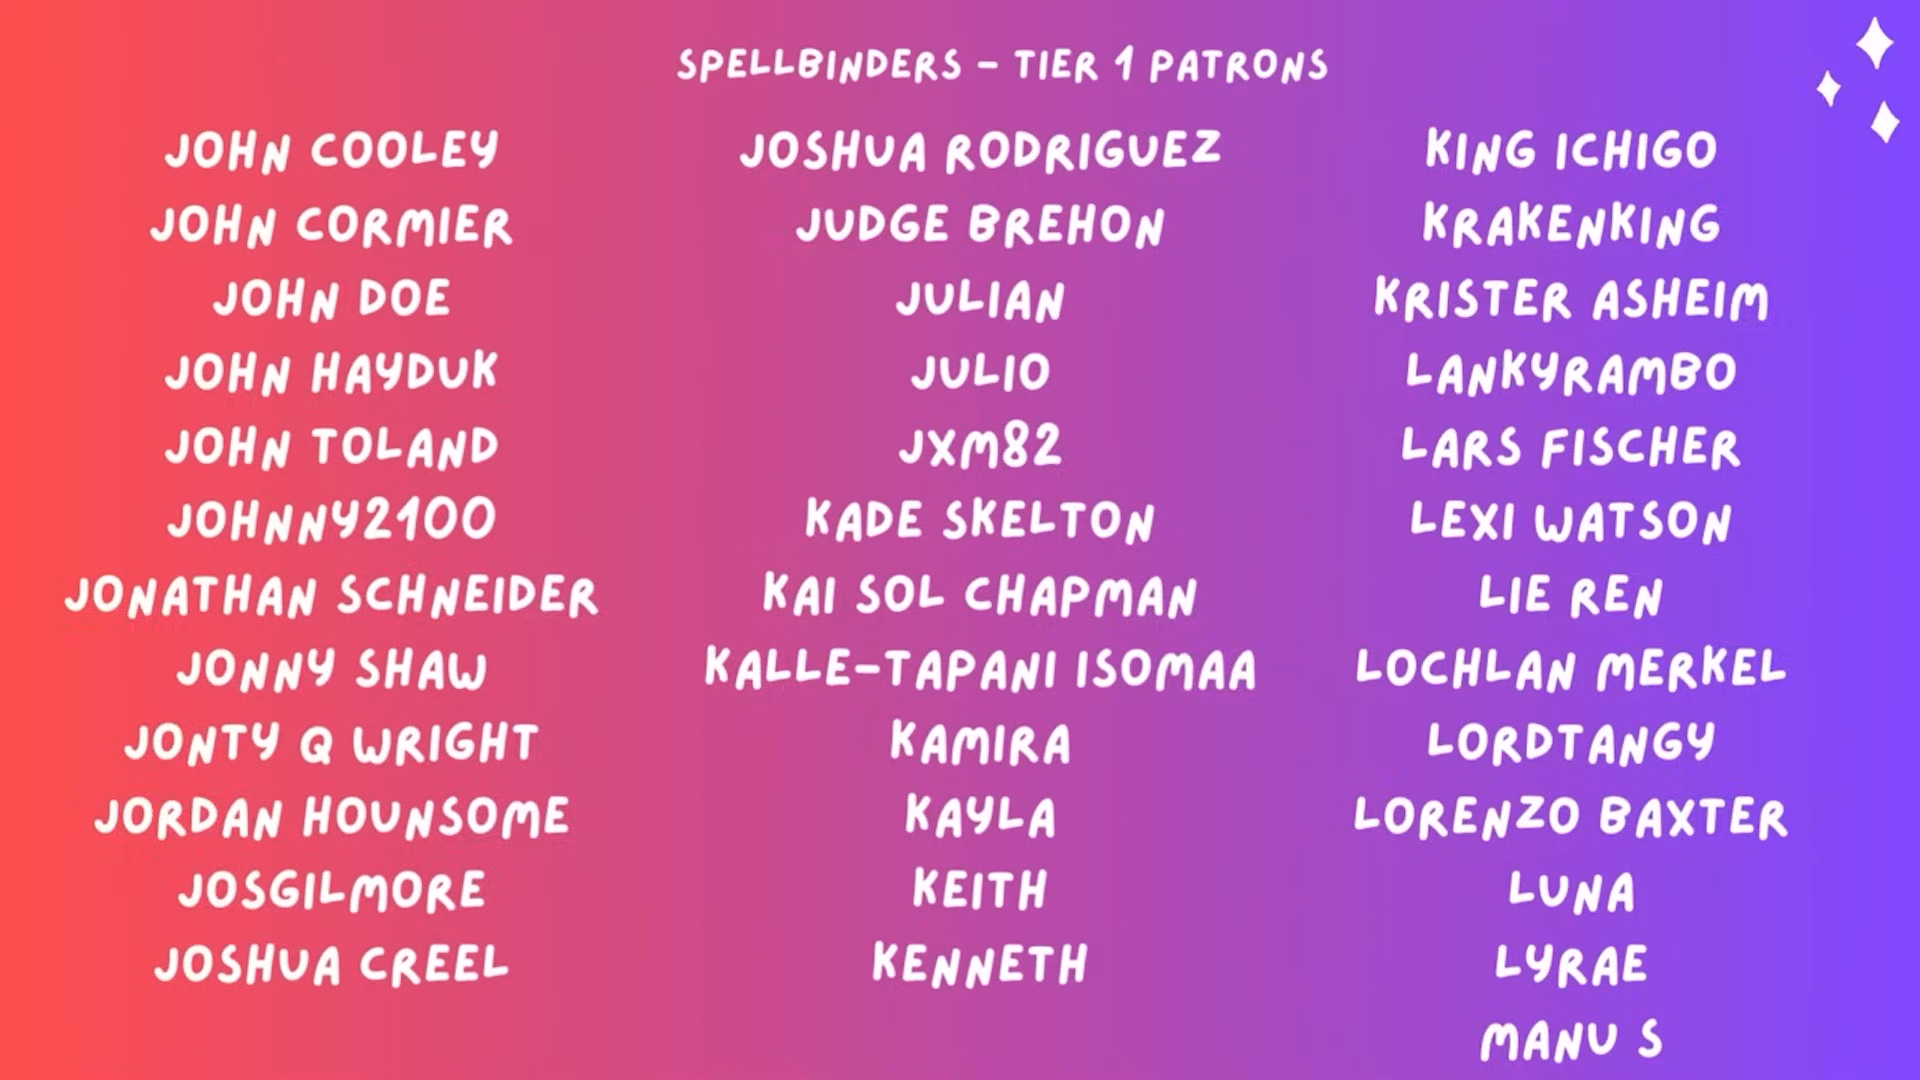 SPELLBINDERS - TIER 1 PATRONS
JOHN COOLEY
JOHN CORMIER
JOHN DOE
JOHN HAYDUK
JOHN TOLAND
JOHNNY2100
JONATHAN SCHNEIDER
JONNY SHAW
JONTY Q WRIGHT
JORDAN HOUNSOME
JOSGILMORE
JOSHUA CREEL
JOSHUA RODRIGUEZ
JUDGE BREHON
JULIAN
JULIO
JXM82
KADE SKELTON
KAI SOL CHAPMAN
KALLE-TAPANI ISOMAA
KAMIRA
KAYLA
KEITH
KENNETH
KING ICHIGO
KRAKENKING
KRISTER ASHEIM
LANKYRAMBO
LARS FISCHER
LEXI WATSON
LIE REN
LOCHLAN MERKEL
LORDTANGY
LORENZO BAXTER
LUNA
LYRAE
MANU S